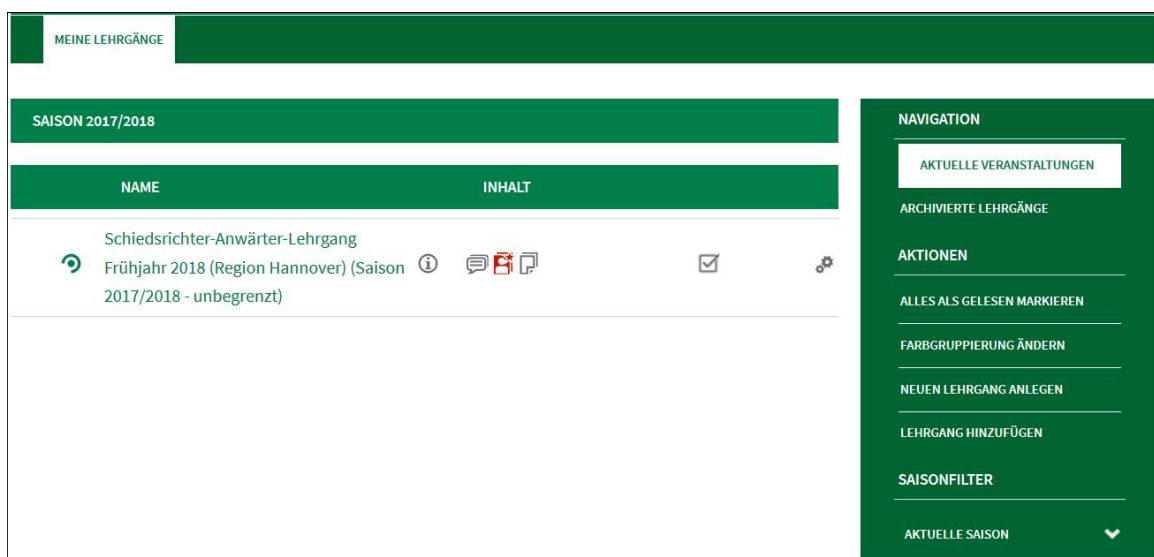 MEINE LEHRGÄNGE
SAISON 2017/2018
NAME INHALT
Schiedsrichter-Anwärter-Lehrgang
Frühjahr 2018 (Region Hannover) (Saison
2017/2018 - unbegrenzt)
NAVIGATION
AKTUELLE VERANSTALTUNGEN
ARCHIVIERTE LEHRGÄNGE
AKTIONEN
ALLES ALS GELESEN MARKIEREN
FARBGRUPPIERUNG ÄNDERN
NEUEN LEHRGANG ANLEGEN
LEHRGANG HINZUFÜGEN
SAISONFILTER
AKTUELLE SAISON